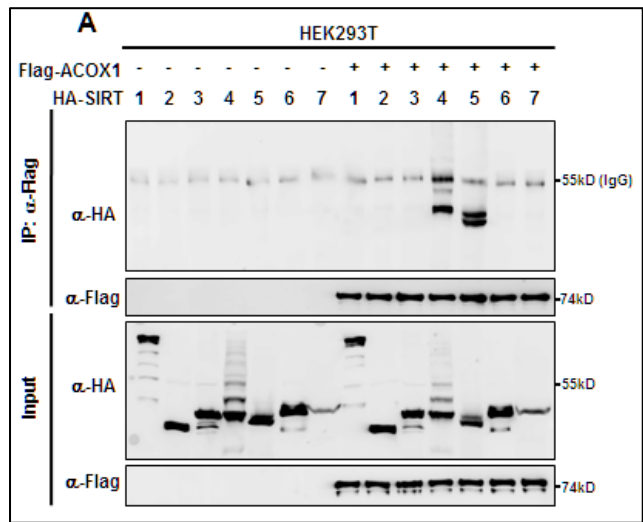 A
HEK293T
Flag-ACOX1 - - - - - - - + + + + + + +
HA-SIRT 1 2 3 4 5 6 7 1 2 3 4 5 6 7
IP: α-Flag
α-HA
55kD (IgG)
α-Flag
74kD
Input
α-HA
55kD
α-Flag
74kD